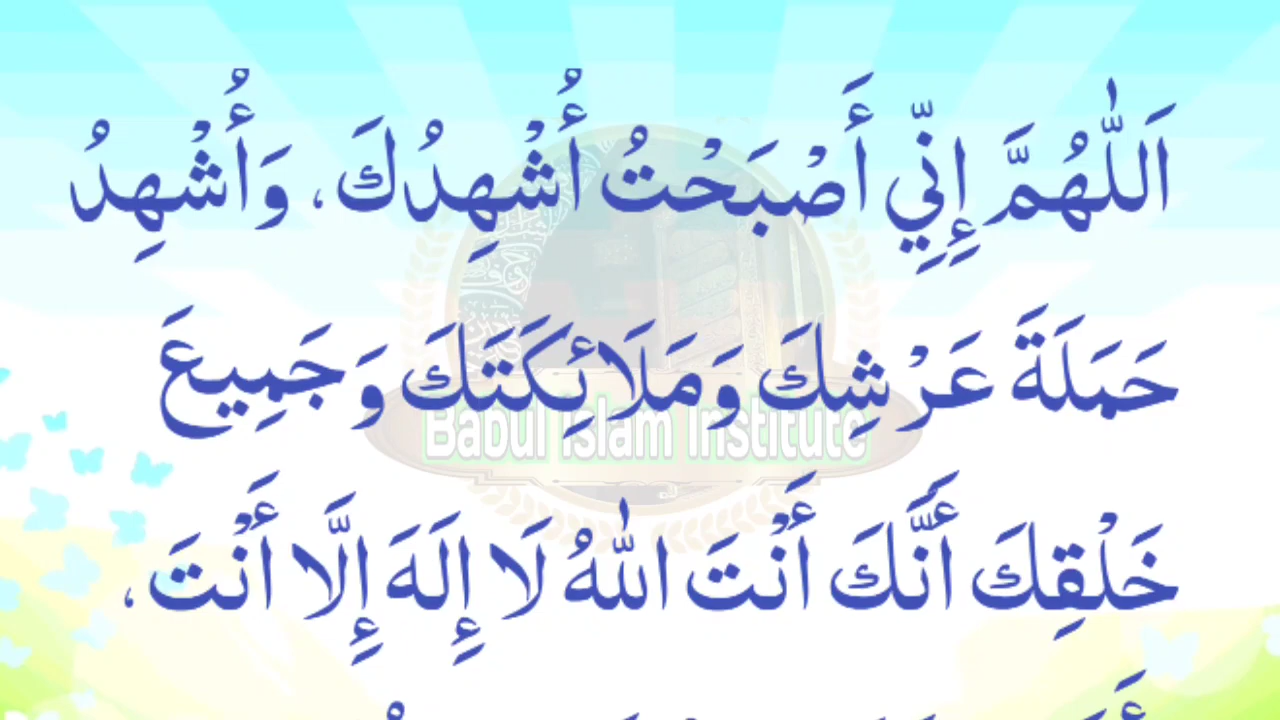 اَللّٰهُمَّ إِنِّي أَصْبَحْتُ أُشْهِدُكَ، وَأُشْهِدُ
حَمَلَةَ عَرْشِكَ وَمَلَائِكَتَكَ وَجَمِيعَ
Babul Islam Institute
خَلْقِكَ أَنَّكَ أَنْتَ اللّٰهُ لَا إِلَهَ إِلَّا أَنْتَ،